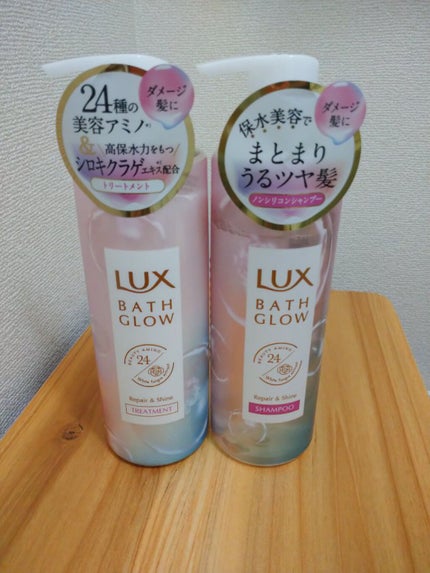 ダメージ
髪に
24種の
美容アミノ
&高保水力をもつ
シロキクラゲエキス配合
トリートメント
LUX
BATH
GLOW
BEAUTY AMINO
24
Repair & Shine
TREATMENT
ダメージ
髪に
保水美容で
まとまり
うるツヤ髪
ノンシリコンシャンプー
LUX
BATH
GLOW
BEAUTY AMINO
24
Repair & Shine
SHAMPOO